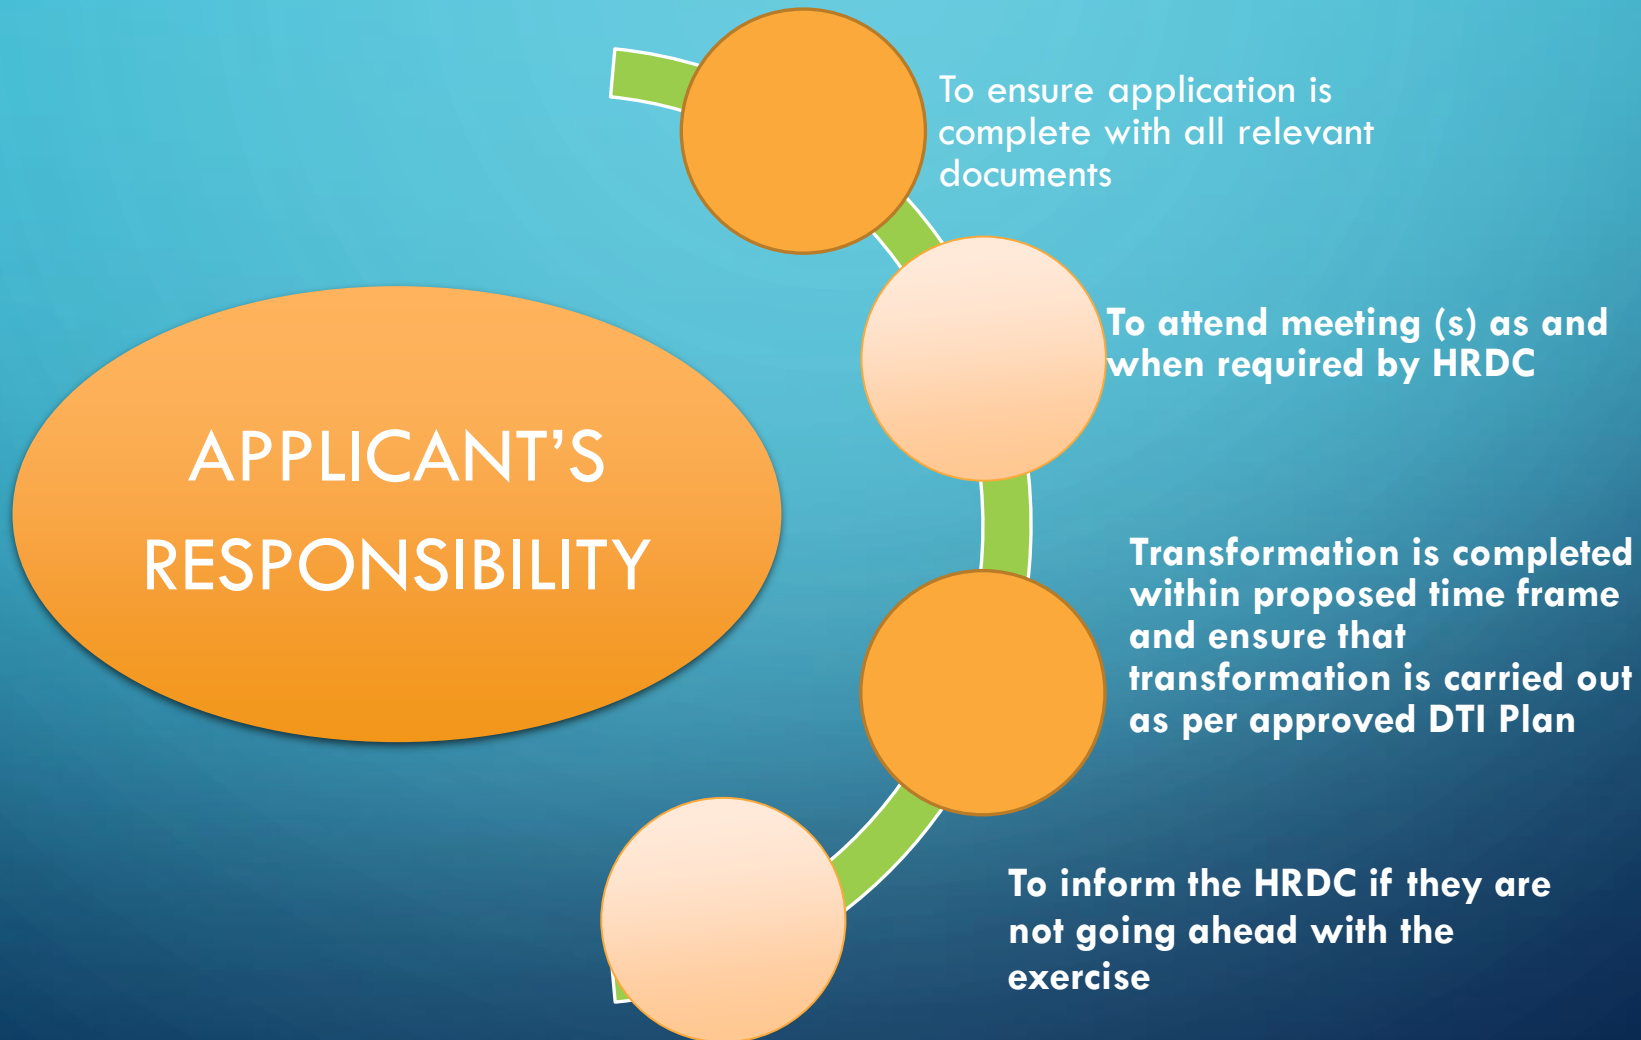 APPLICANT’S
RESPONSIBILITY
To ensure application is
complete with all relevant
documents
To attend meeting (s) as and
when required by HRDC
Transformation is completed
within proposed time frame
and ensure that
transformation is carried out
as per approved DTI Plan
To inform the HRDC if they are
not going ahead with the
exercise